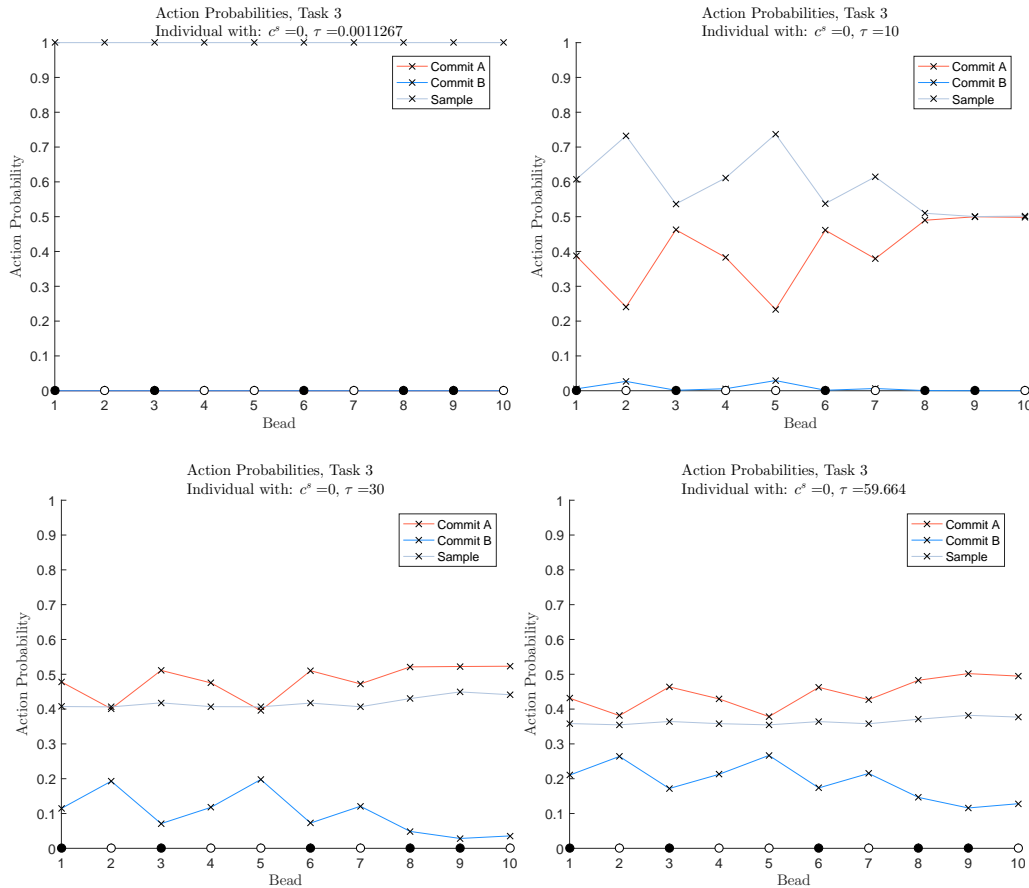 Action Probabilities, Task 3
Individual with: c^s =0, τ =0.0011267
1
0.9
0.8
0.7
0.6
0.5
0.4
0.3
0.2
0.1
0
Action Probability
Commit A
Commit B
Sample
1 2 3 4 5 6 7 8 9 10
Bead
Action Probabilities, Task 3
Individual with: c^s =0, τ =10
1
0.9
0.8
0.7
0.6
0.5
0.4
0.3
0.2
0.1
0
Action Probability
Commit A
Commit B
Sample
1 2 3 4 5 6 7 8 9 10
Bead
Action Probabilities, Task 3
Individual with: c^s =0, τ =30
1
0.9
0.8
0.7
0.6
0.5
0.4
0.3
0.2
0.1
0
Action Probability
Commit A
Commit B
Sample
1 2 3 4 5 6 7 8 9 10
Bead
Action Probabilities, Task 3
Individual with: c^s =0, τ =59.664
1
0.9
0.8
0.7
0.6
0.5
0.4
0.3
0.2
0.1
0
Action Probability
Commit A
Commit B
Sample
1 2 3 4 5 6 7 8 9 10
Bead